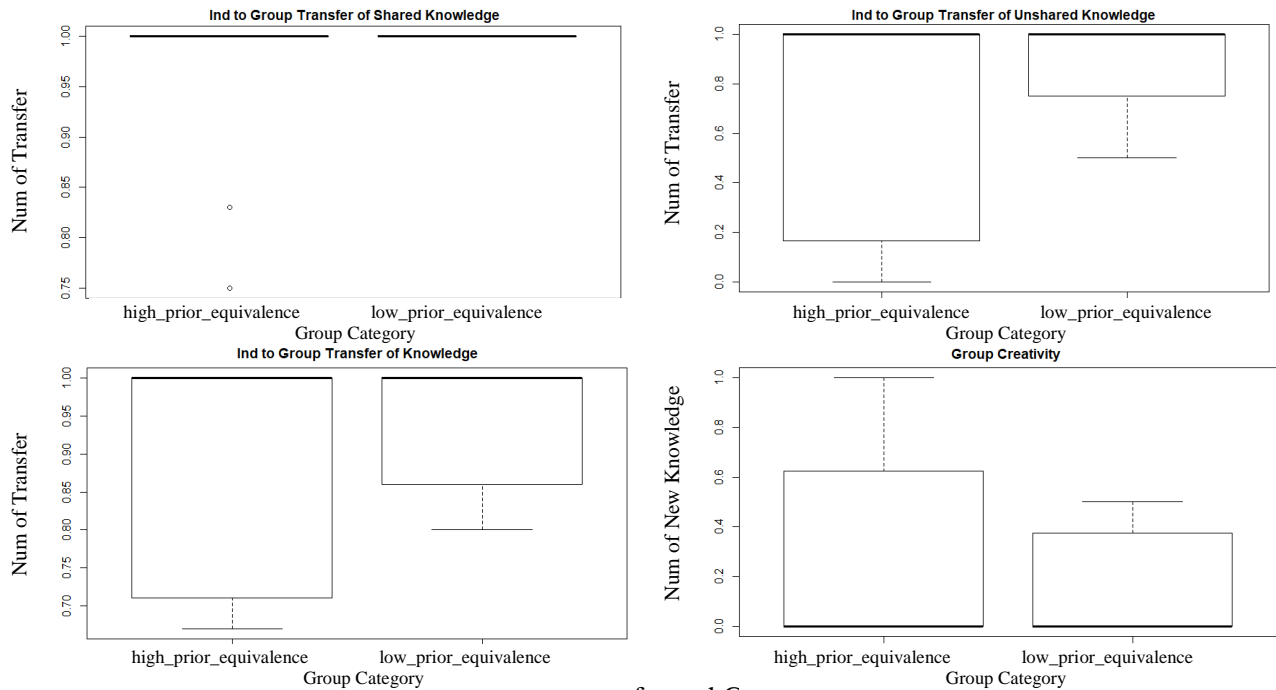 Ind to Group Transfer of Shared Knowledge
Num of Transfer
1.00
0.95
0.90
0.85
0.80
0.75
high_prior_equivalence low_prior_equivalence
Group Category
Ind to Group Transfer of Unshared Knowledge
Num of Transfer
1.0
0.8
0.6
0.4
0.2
0.0
high_prior_equivalence low_prior_equivalence
Group Category
Ind to Group Transfer of Knowledge
Num of Transfer
1.00
0.95
0.90
0.85
0.80
0.75
0.70
high_prior_equivalence low_prior_equivalence
Group Category
Group Creativity
Num of New Knowledge
1.0
0.8
0.6
0.4
0.2
0.0
high_prior_equivalence low_prior_equivalence
Group Category